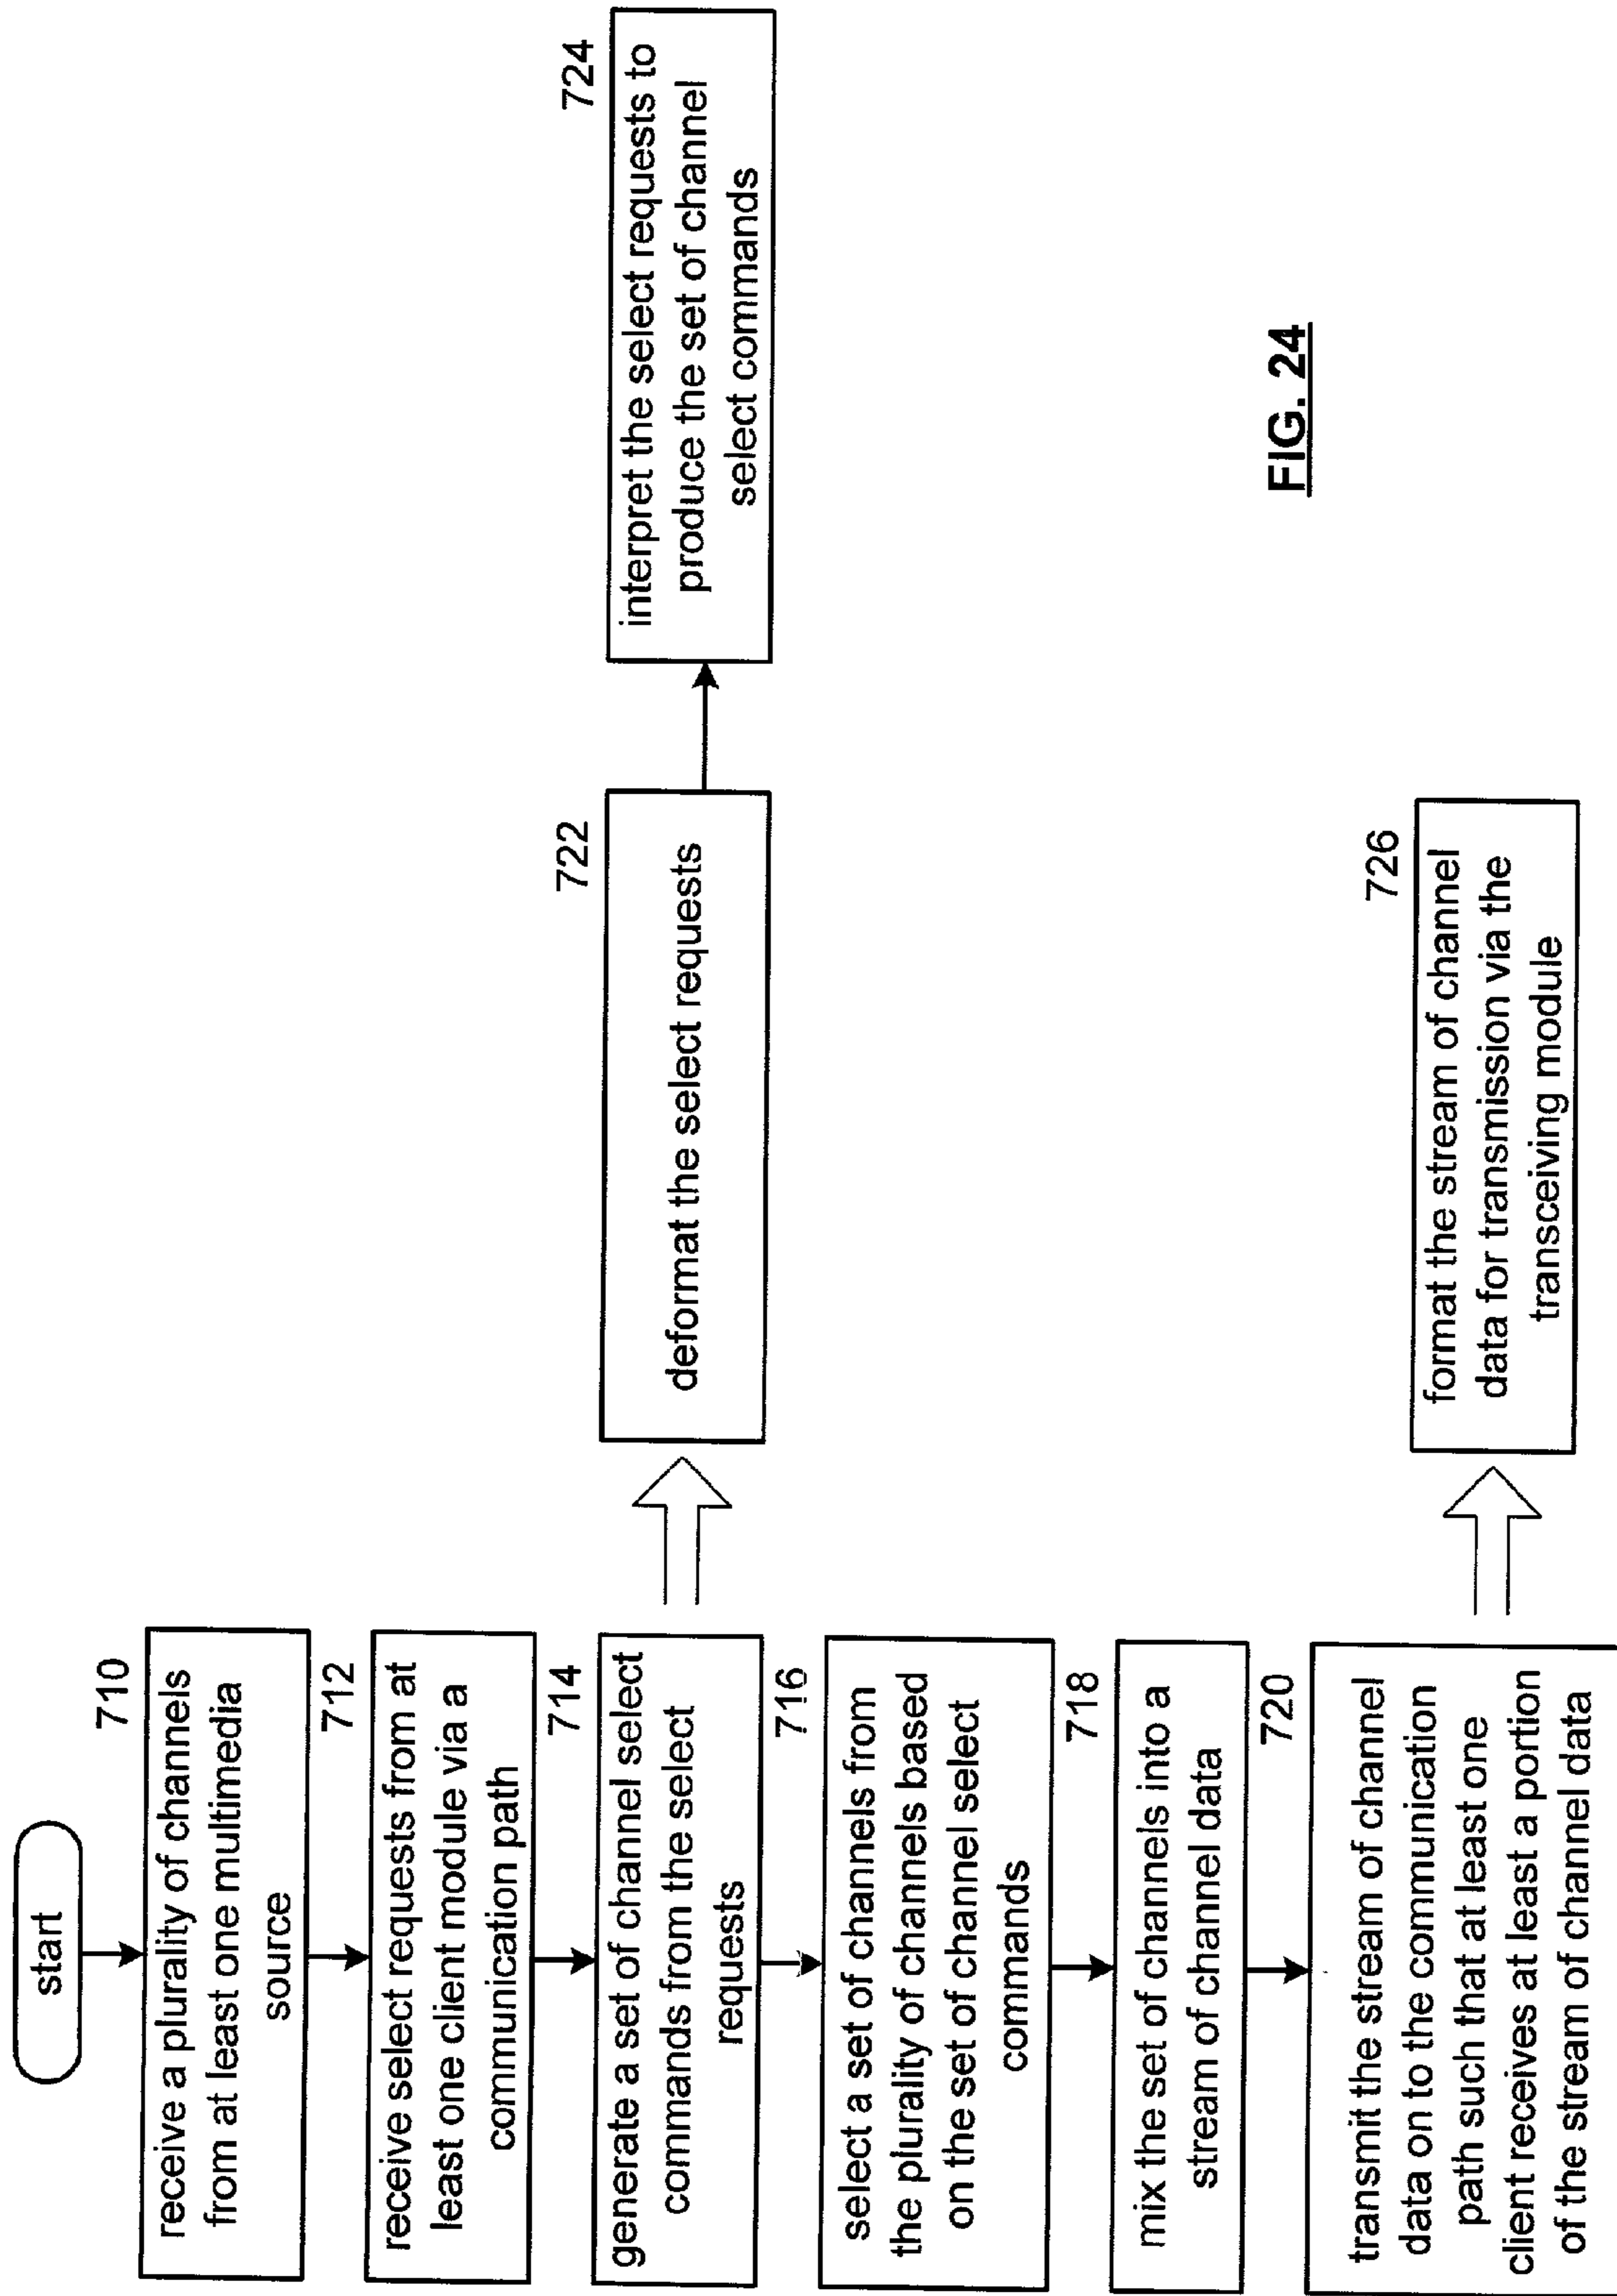 start
710
receive a plurality of channels
from at least one multimedia
source
712
receive select requests from at
least one client module via a
communication path
714
generate a set of channel select
commands from the select
requests
716
select a set of channels from
the plurality of channels based
on the set of channel select
commands
718
mix the set of channels into a
stream of channel data
720
transmit the stream of channel
data on to the communication
path such that at least one
client receives at least a portion
of the stream of channel data
722
deformat the select requests
724
interpret the select requests to
produce the set of channel
select commands
726
format the stream of channel
data for transmission via the
transceiving module
FIG. 24